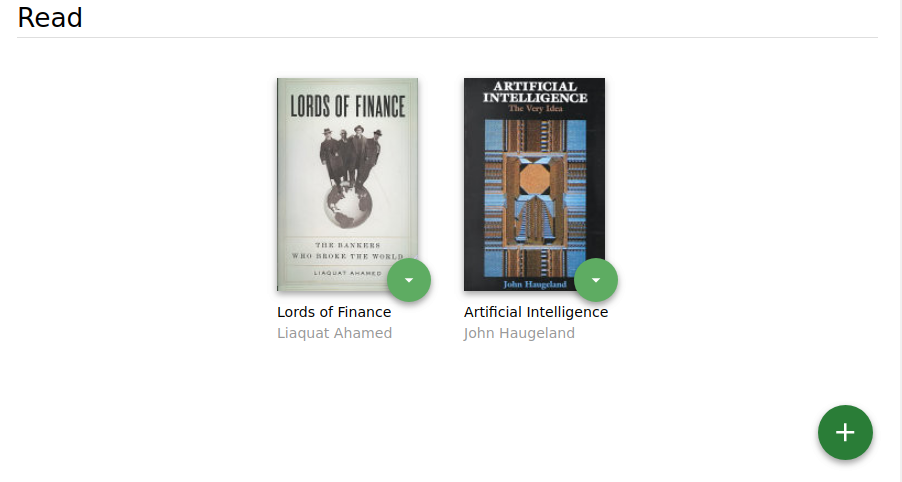 Read
LORDS OF FINANCE
THE BANKERS
WHO BROKE THE WORLD
LIAQUAT AHAMED
Lords of Finance
Liaquat Ahamed
ARTIFICIAL
INTELLIGENCE
The Very Idea
John Haugeland
Artificial Intelligence
John Haugeland